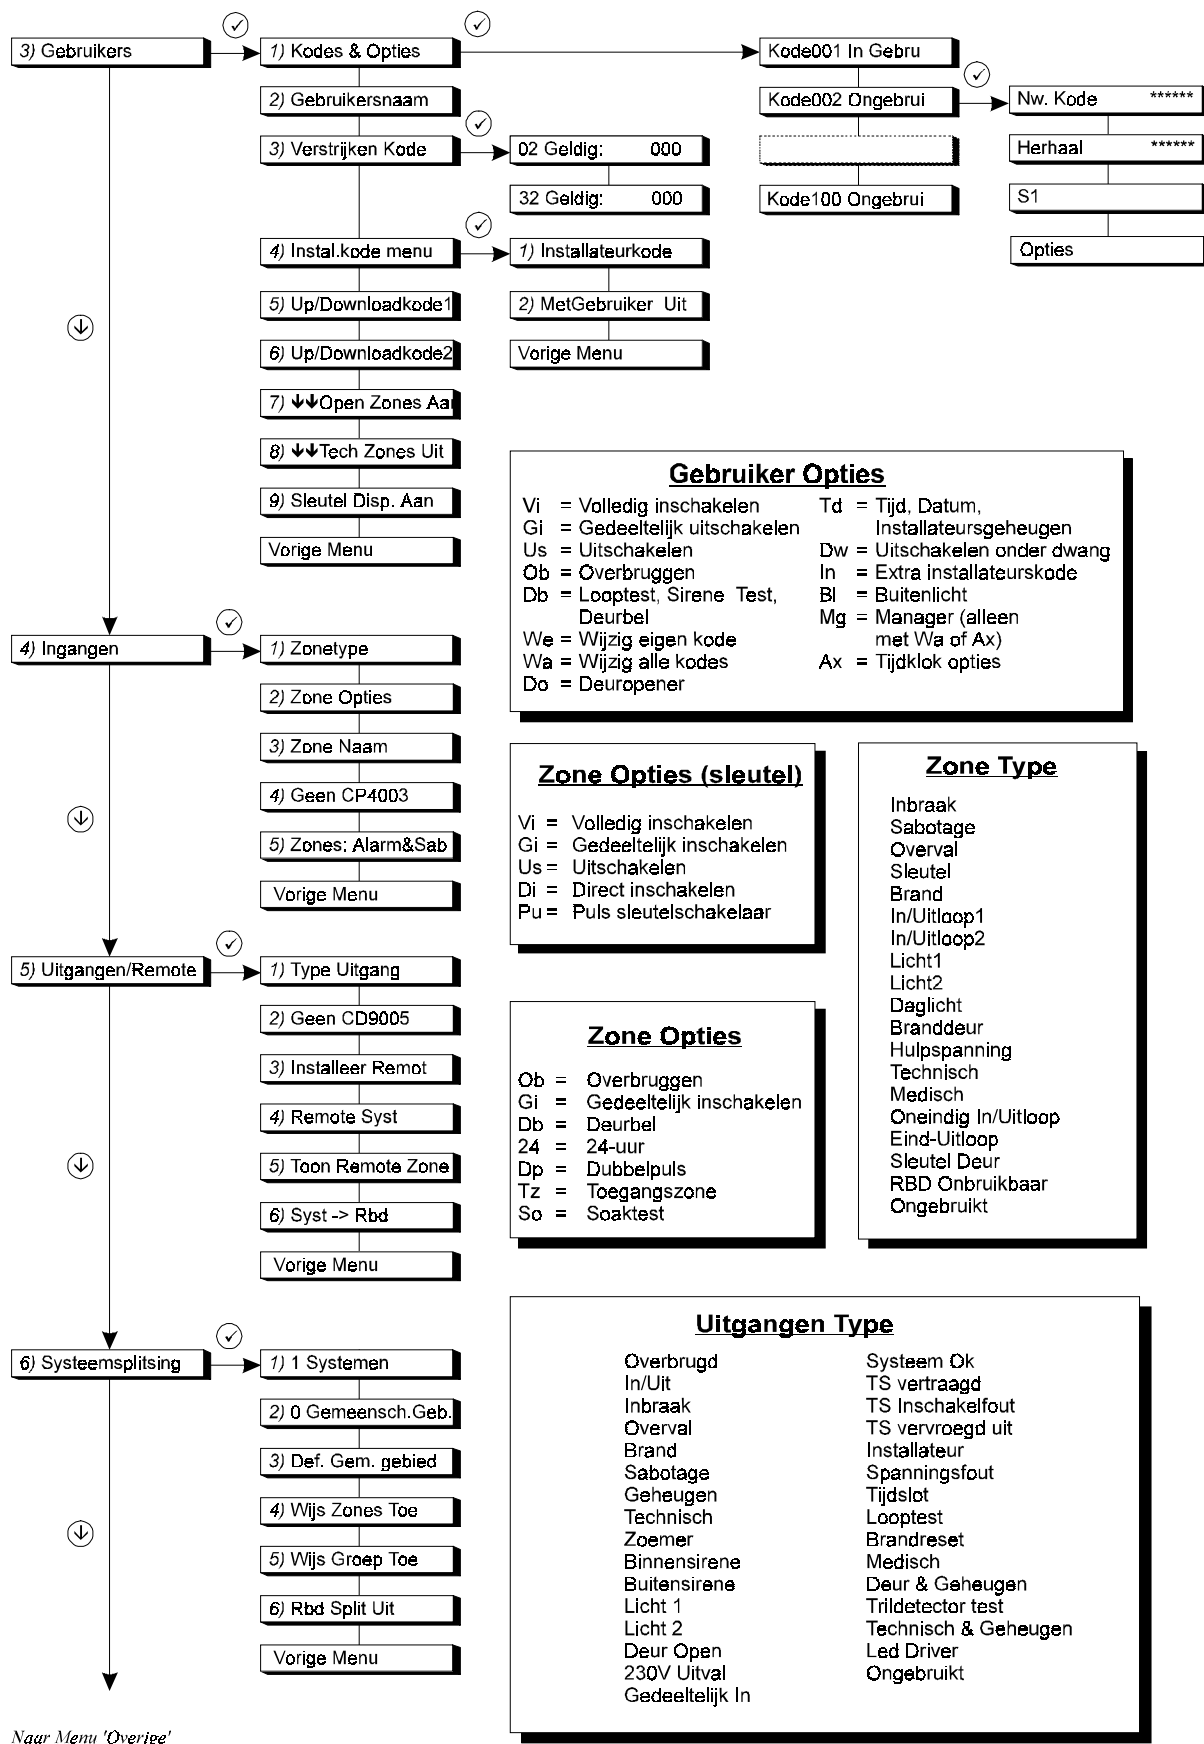 3) Gebruikers
1) Kodes & Opties
Kode001 In Gebru
2) Gebruikersnaam
Kode002 Ongebrui
Nw. Kode ******
3) Verstrijken Kode
02 Geldig: 000
Herhaal ******
32 Geldig: 000
Kode100 Ongebrui
S1
4) Instal.kode menu
1) Installateurkode
Opties
5) Up/Downloadkode1
2) MetGebruiker Uit
6) Up/Downloadkode2
Vorige Menu
7) ↓↓Open Zones Aan
8) ↓↓Tech Zones Uit
9) Sleutel Disp. Aan
Vorige Menu
Gebruiker Opties
Vi = Volledig inschakelen
Gi = Gedeeltelijk uitschakelen
Us = Uitschakelen
Ob = Overbruggen
Db = Looptest, Sirene Test,
Deurbel
We = Wijzig eigen kode
Wa = Wijzig alle kodes
Do = Deuropener
Td = Tijd, Datum,
Installateursgeheugen
Dw = Uitschakelen onder dwang
In = Extra installateurskode
Bl = Buitenlicht
Mg = Manager (alleen
met Wa of Ax)
Ax = Tijdklok opties
4) Ingangen
1) Zonetype
2) Zone Opties
3) Zone Naam
4) Geen CP4003
5) Zones: Alarm&Sab
Vorige Menu
Zone Opties (sleutel)
Vi = Volledig inschakelen
Gi = Gedeeltelijk inschakelen
Us = Uitschakelen
Di = Direct inschakelen
Pu = Puls sleutelschakelaar
Zone Type
Inbraak
Sabotage
Overval
Sleutel
Brand
In/Uitloop1
In/Uitloop2
Licht1
Licht2
Daglicht
Branddeur
Hulpspanning
Technisch
Medisch
Oneindig In/Uitloop
Eind-Uitloop
Sleutel Deur
RBD Onbruikbaar
Ongebruikt
5) Uitgangen/Remote
1) Type Uitgang
2) Geen CD9005
3) Installeer Remot
4) Remote Syst
5) Toon Remote Zone
6) Syst -> Rbd
Vorige Menu
Zone Opties
Ob = Overbruggen
Gi = Gedeeltelijk inschakelen
Db = Deurbel
24 = 24-uur
Dp = Dubbelpuls
Tz = Toegangszone
So = Soaktest
6) Systeemsplitsing
1) 1 Systemen
2) 0 Gemeensch.Geb.
3) Def. Gem. gebied
4) Wijs Zones Toe
5) Wijs Groep Toe
6) Rbd Split Uit
Vorige Menu
Uitgangen Type
Overbrugd
In/Uit
Inbraak
Overval
Brand
Sabotage
Geheugen
Technisch
Zoemer
Binnensirene
Buitensirene
Licht 1
Licht 2
Deur Open
230V Uitval
Gedeeltelijk In
Systeem Ok
TS vertraagd
TS Inschakelfout
TS vervroegd uit
Installateur
Spanningsfout
Tijdslot
Looptest
Brandreset
Medisch
Deur & Geheugen
Trildetector test
Technisch & Geheugen
Led Driver
Ongebruikt
Naar Menu 'Overige'